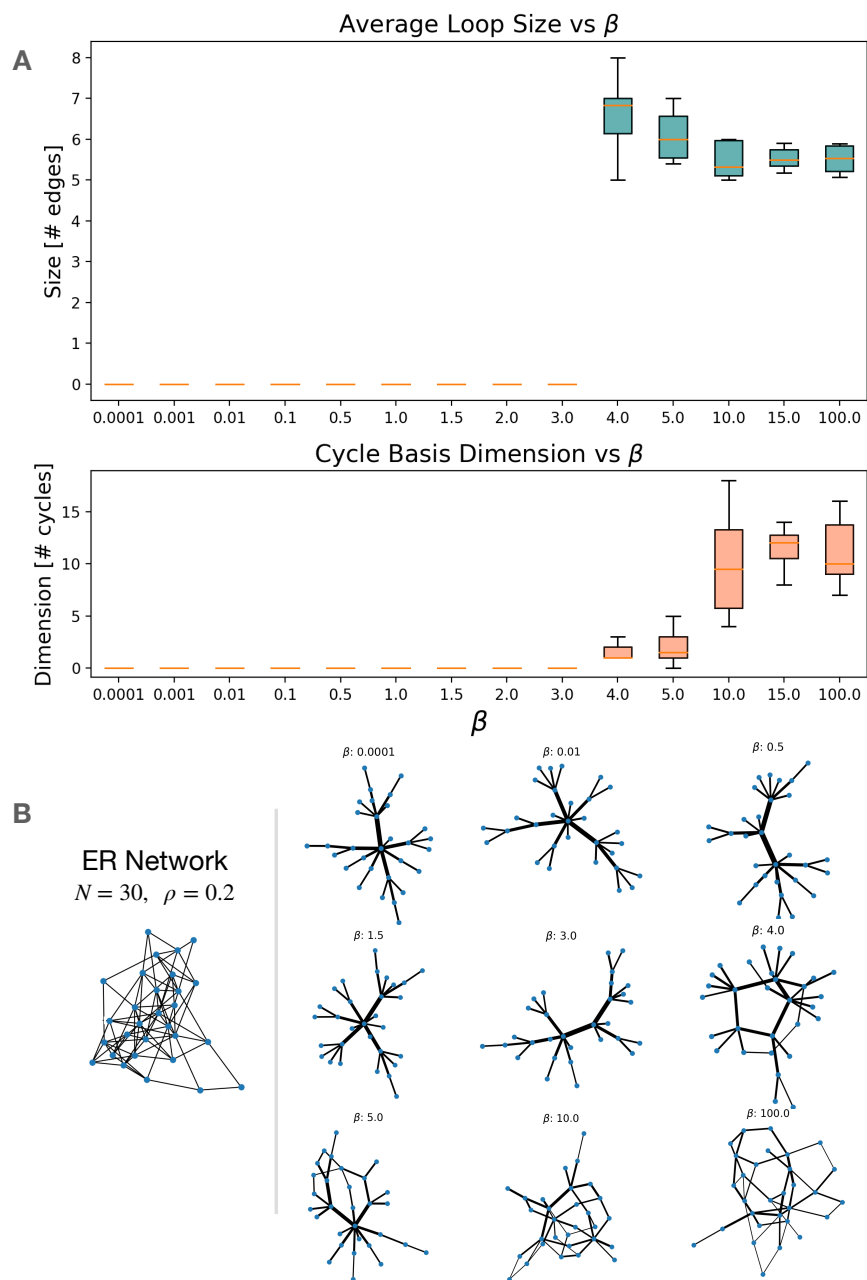 Average Loop Size vs β
A
Size [# edges]
8
7
6
5
4
3
2
1
0
0.0001 0.001 0.01 0.1 0.5 1.0 1.5 2.0 3.0 4.0 5.0 10.0 15.0 100.0
Cycle Basis Dimension vs β
Dimension [# cycles]
15
10
5
0
0.0001 0.001 0.01 0.1 0.5 1.0 1.5 2.0 3.0 4.0 5.0 10.0 15.0 100.0
β
B
ER Network
N = 30, ρ = 0.2
β: 0.0001 β: 0.01 β: 0.5
β: 1.5 β: 3.0 β: 4.0
β: 5.0 β: 10.0 β: 100.0